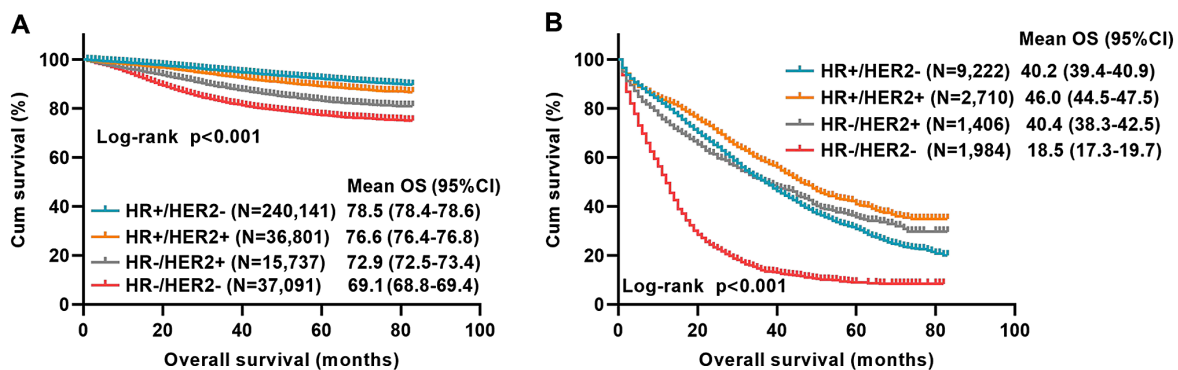 A
Cum survival (%)
100
80
60
40
20
0
Log-rank p<0.001
Mean OS (95%CI)
HR+/HER2- (N=240,141) 78.5 (78.4-78.6)
HR+/HER2+ (N=36,801) 76.6 (76.4-76.8)
HR-/HER2+ (N=15,737) 72.9 (72.5-73.4)
HR-/HER2- (N=37,091) 69.1 (68.8-69.4)
0 20 40 60 80 100
Overall survival (months)
B
Cum survival (%)
100
80
60
40
20
0
Mean OS (95%CI)
HR+/HER2- (N=9,222) 40.2 (39.4-40.9)
HR+/HER2+ (N=2,710) 46.0 (44.5-47.5)
HR-/HER2+ (N=1,406) 40.4 (38.3-42.5)
HR-/HER2- (N=1,984) 18.5 (17.3-19.7)
Log-rank p<0.001
0 20 40 60 80 100
Overall survival (months)